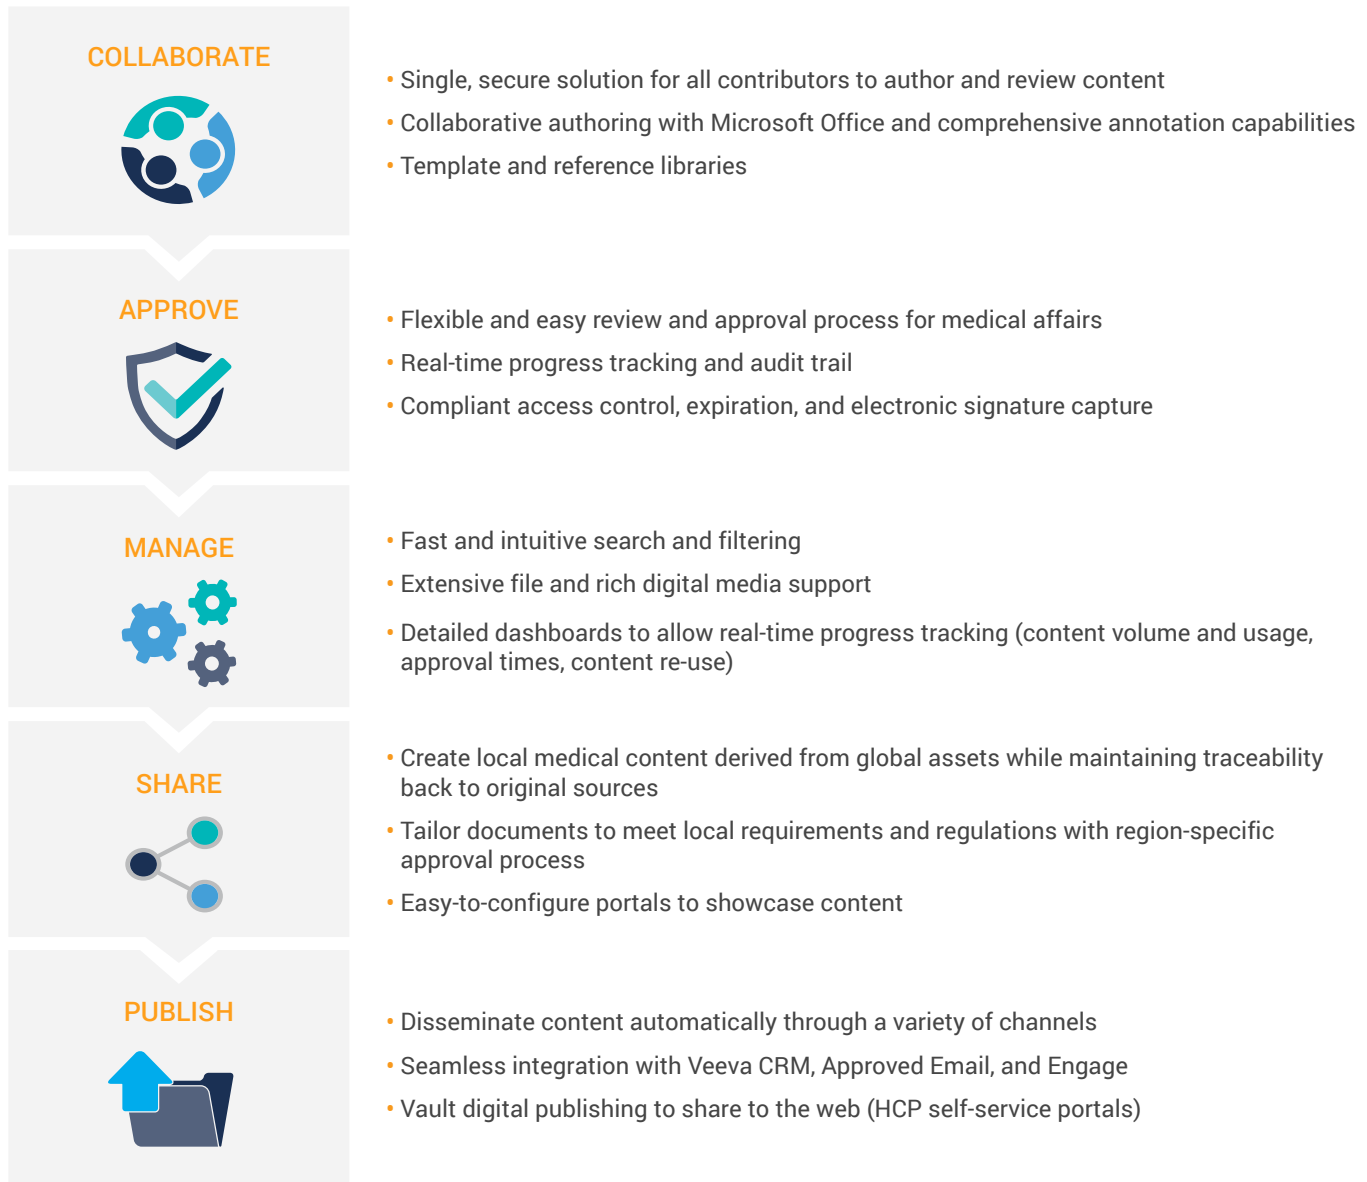 COLLABORATE
• Single, secure solution for all contributors to author and review content
• Collaborative authoring with Microsoft Office and comprehensive annotation capabilities
• Template and reference libraries
APPROVE
• Flexible and easy review and approval process for medical affairs
• Real-time progress tracking and audit trail
• Compliant access control, expiration, and electronic signature capture
MANAGE
• Fast and intuitive search and filtering
• Extensive file and rich digital media support
• Detailed dashboards to allow real-time progress tracking (content volume and usage,
approval times, content re-use)
SHARE
• Create local medical content derived from global assets while maintaining traceability
back to original sources
• Tailor documents to meet local requirements and regulations with region-specific
approval process
• Easy-to-configure portals to showcase content
PUBLISH
• Disseminate content automatically through a variety of channels
• Seamless integration with Veeva CRM, Approved Email, and Engage
• Vault digital publishing to share to the web (HCP self-service portals)